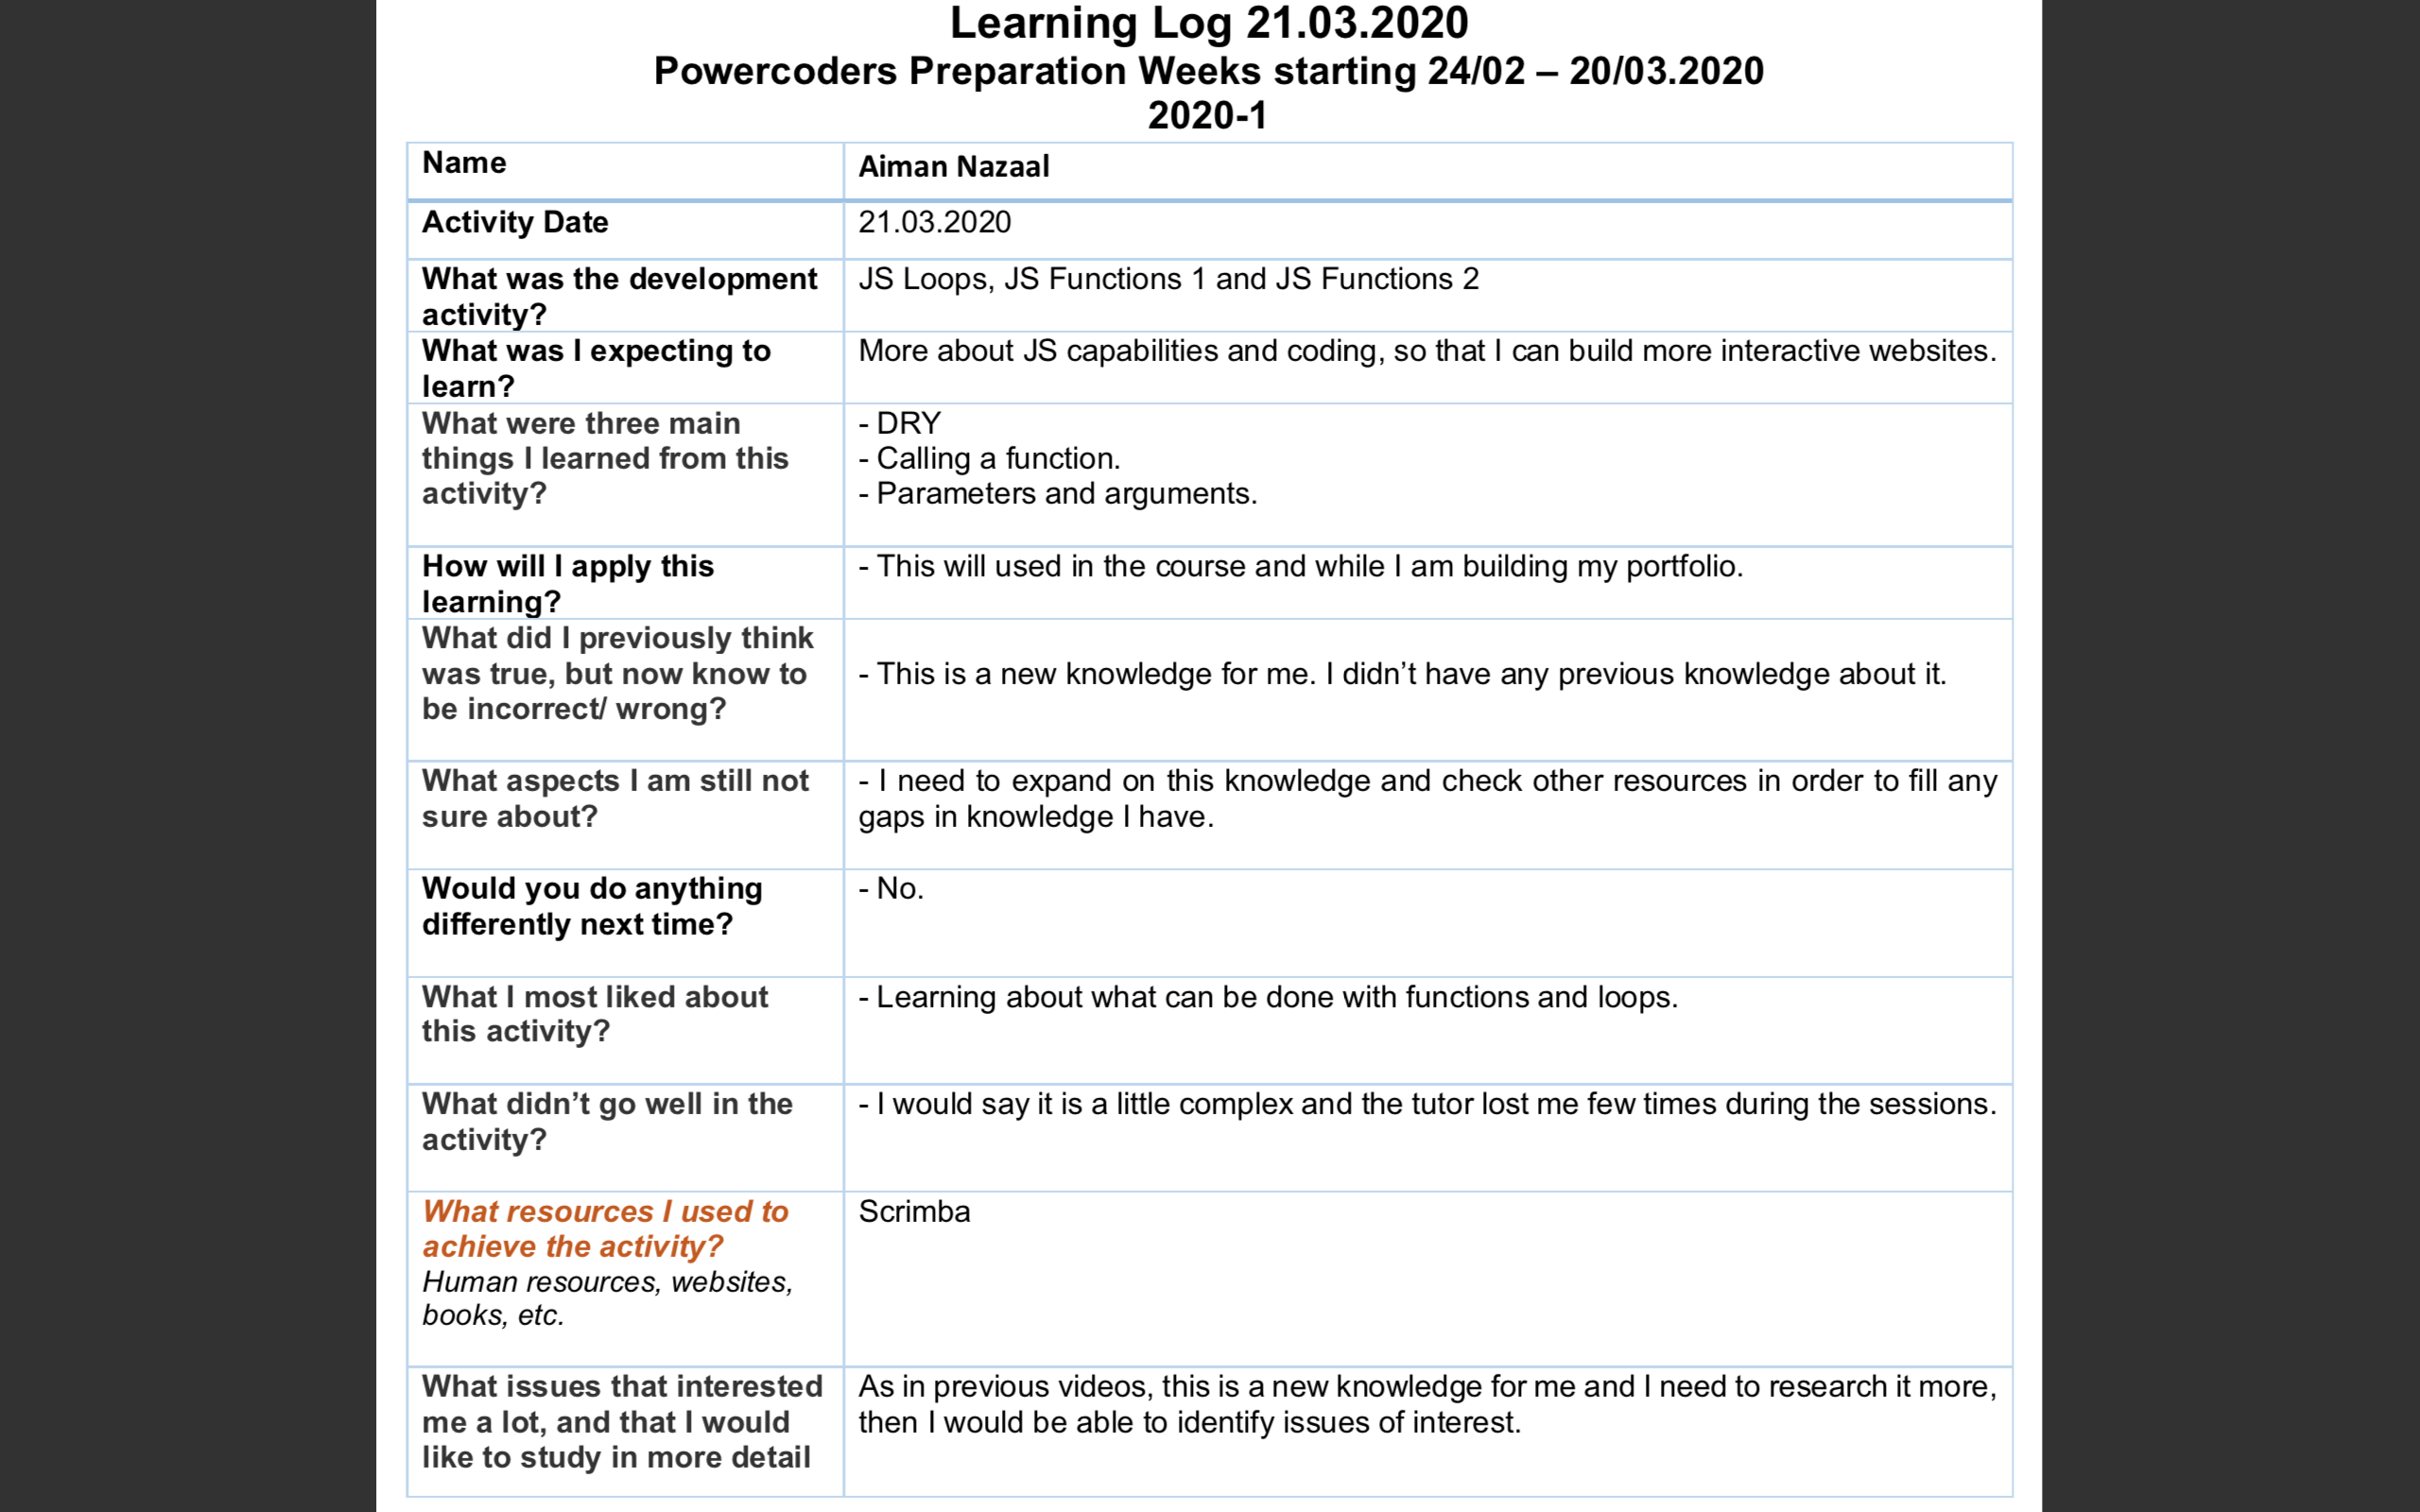 Learning Log 21.03.2020
Powercoders Preparation Weeks starting 24/02 – 20/03.2020
2020-1
Name
Aiman Nazaal
Activity Date
21.03.2020
What was the development
activity?
JS Loops, JS Functions 1 and JS Functions 2
What was I expecting to
learn?
More about JS capabilities and coding, so that I can build more interactive websites.
What were three main
things I learned from this
activity?
- DRY
- Calling a function.
- Parameters and arguments.
How will I apply this
learning?
- This will used in the course and while I am building my portfolio.
What did I previously think
was true, but now know to
be incorrect/ wrong?
- This is a new knowledge for me. I didn’t have any previous knowledge about it.
What aspects I am still not
sure about?
- I need to expand on this knowledge and check other resources in order to fill any
gaps in knowledge I have.
Would you do anything
differently next time?
- No.
What I most liked about
this activity?
- Learning about what can be done with functions and loops.
What didn’t go well in the
activity?
- I would say it is a little complex and the tutor lost me few times during the sessions.
What resources I used to
achieve the activity?
Human resources, websites,
books, etc.
Scrimba
What issues that interested
me a lot, and that I would
like to study in more detail
As in previous videos, this is a new knowledge for me and I need to research it more,
then I would be able to identify issues of interest.